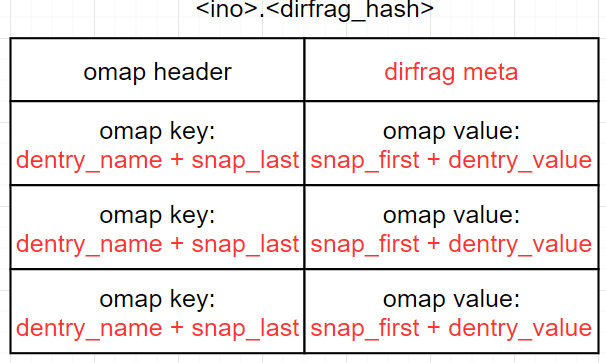 <ino>.<dirfrag_hash>
omap header
dirfrag meta
omap key:
dentry_name + snap_last
omap value:
snap_first + dentry_value
omap key:
dentry_name + snap_last
omap value:
snap_first + dentry_value
omap key:
dentry_name + snap_last
omap value:
snap_first + dentry_value